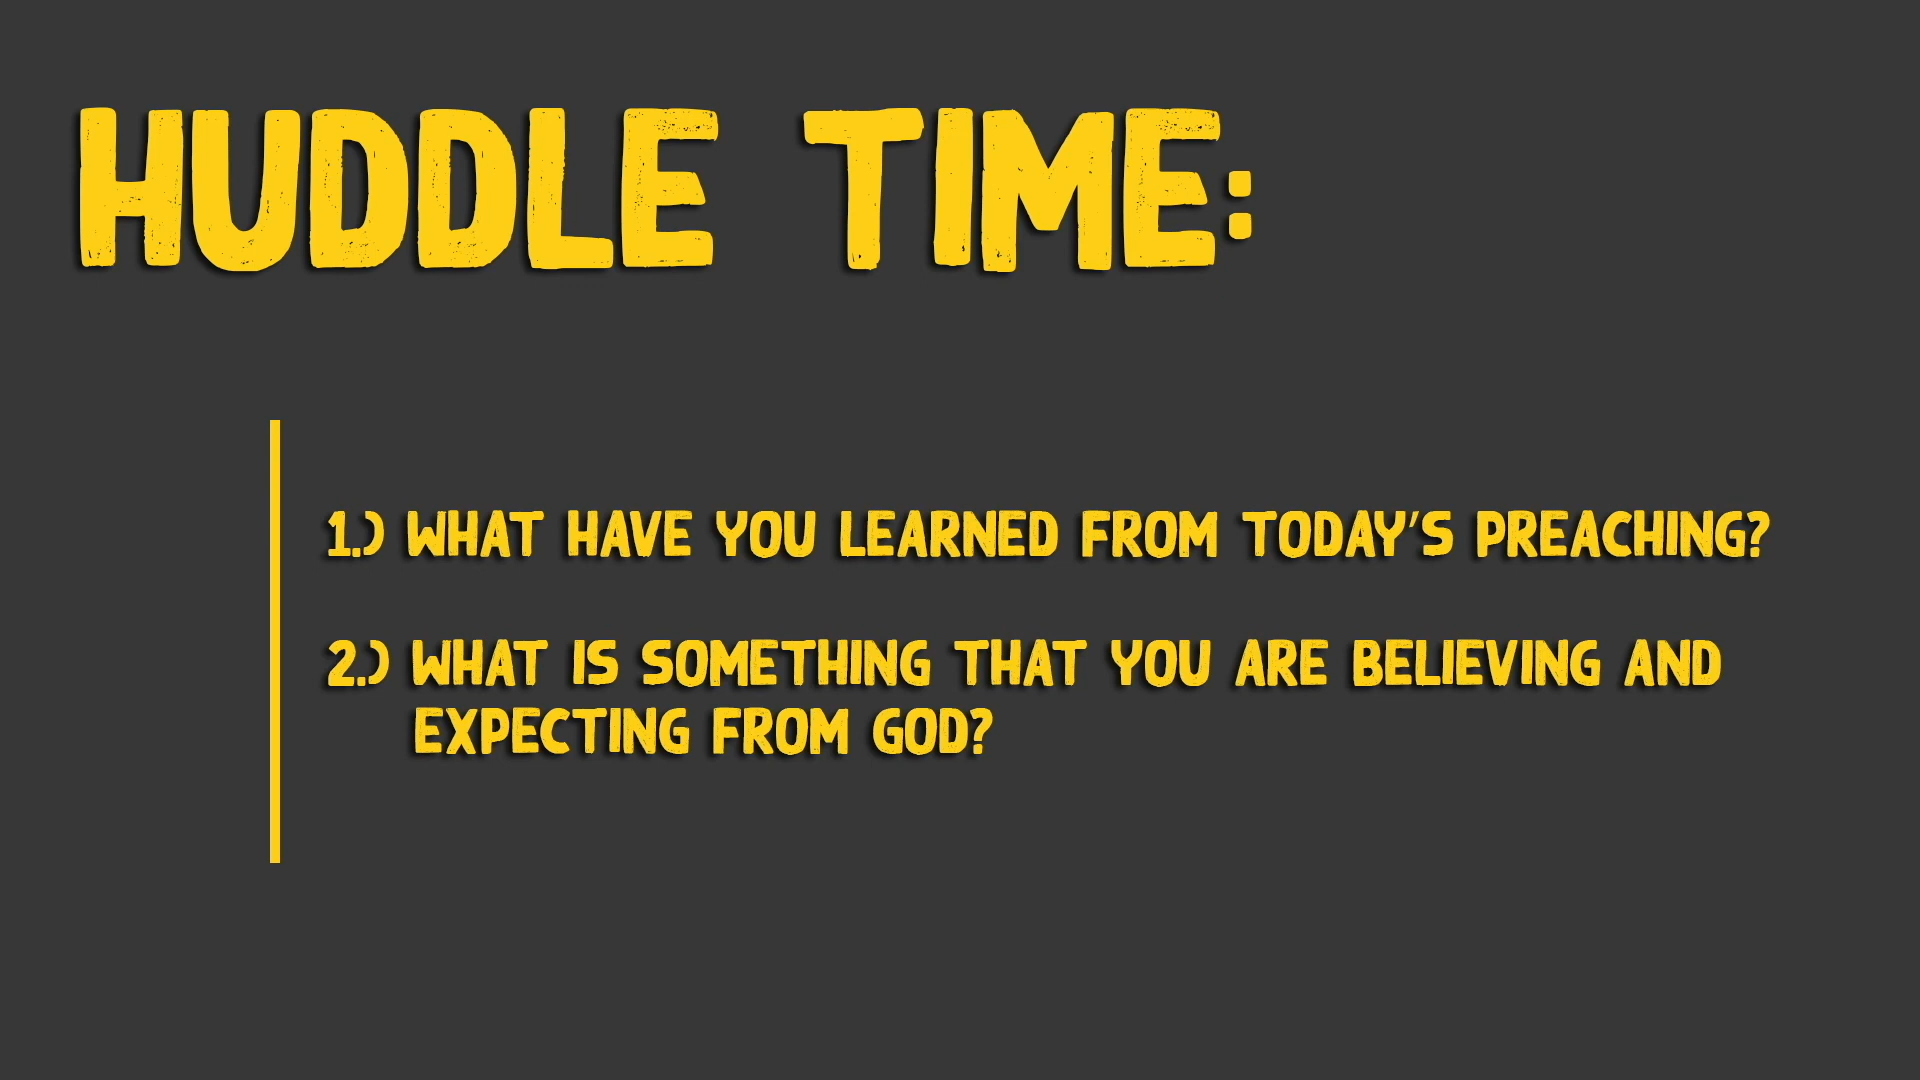 HUDDLE TIME:
1.) WHAT HAVE YOU LEARNED FROM TODAY'S PREACHING?
2.) WHAT IS SOMETHING THAT YOU ARE BELIEVING AND
EXPECTING FROM GOD?